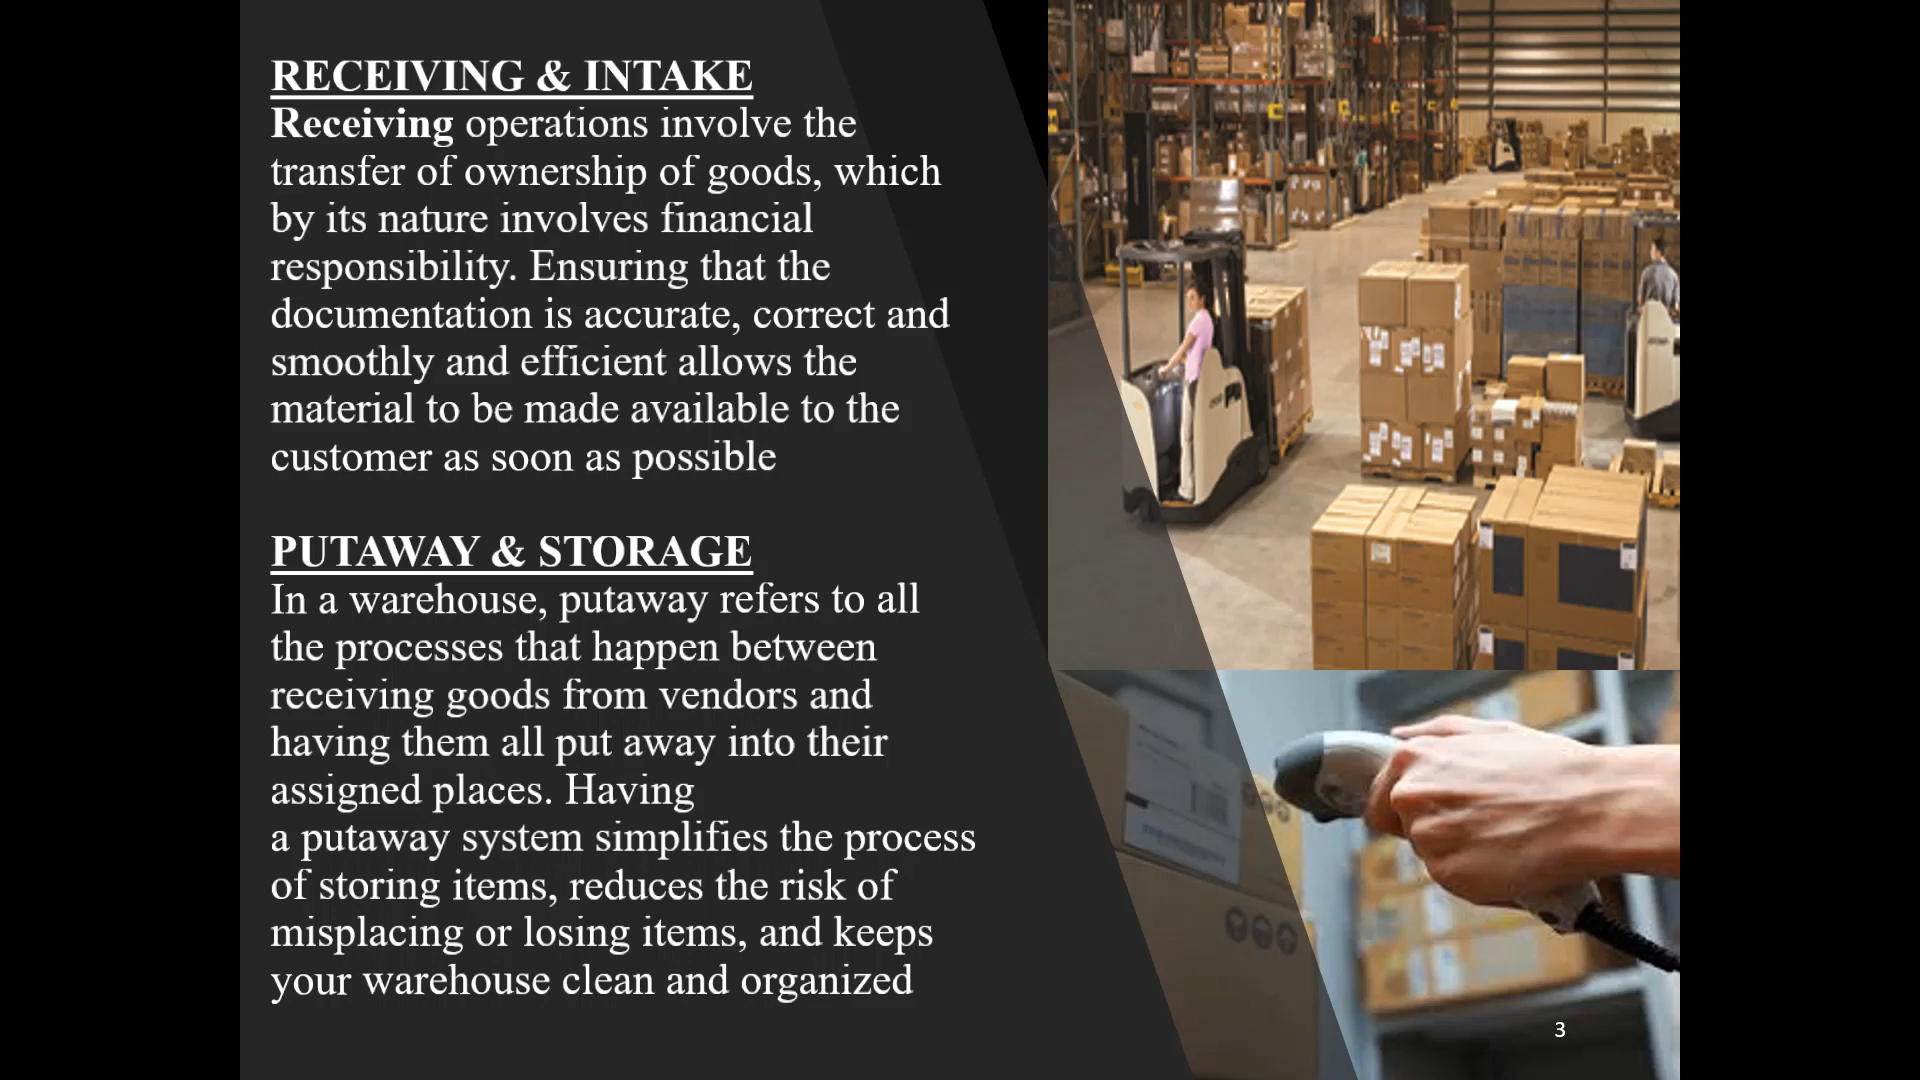 RECEIVING & INTAKE
Receiving operations involve the
transfer of ownership of goods, which
by its nature involves financial
responsibility. Ensuring that the
documentation is accurate, correct and
smoothly and efficient allows the
material to be made available to the
customer as soon as possible
PUTAWAY & STORAGE
In a warehouse, putaway refers to all
the processes that happen between
receiving goods from vendors and
having them all put away into their
assigned places. Having
a putaway system simplifies the process
of storing items, reduces the risk of
misplacing or losing items, and keeps
your warehouse clean and organized
3